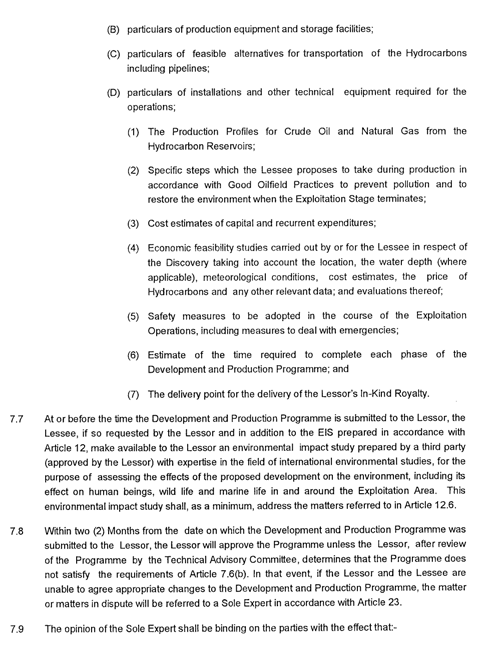 (B) particulars of production equipment and storage facilities;
(C) particulars of feasible alternatives for transportation of the Hydrocarbons
including pipelines;
(D) particulars of installations and other technical equipment required for the
operations;
(1) The Production Profiles for Crude Oil and Natural Gas from the
Hydrocarbon Reservoirs;
(2) Specific steps which the Lessee proposes to take during production in
accordance with Good Oilfield Practices to prevent pollution and to
restore the environment when the Exploitation Stage terminates;
(3) Cost estimates of capital and recurrent expenditures;
(4) Economic feasibility studies carried out by or for the Lessee in respect of
the Discovery taking into account the location, the water depth (where
applicable), meteorological conditions, cost estimates, the price of
Hydrocarbons and any other relevant data; and evaluations thereof;
(5) Safety measures to be adopted in the course of the Exploitation
Operations, including measures to deal with emergencies;
(6) Estimate of the time required to complete each phase of the
Development and Production Programme; and
(7) The delivery point for the delivery of the Lessor's In-Kind Royalty.
7.7 At or before the time the Development and Production Programme is submitted to the Lessor, the
Lessee, if so requested by the Lessor and in addition to the EIS prepared in accordance with
Article 12, make available to the Lessor an environmental impact study prepared by a third party
(approved by the Lessor) with expertise in the field of international environmental studies, for the
purpose of assessing the effects of the proposed development on the environment, including its
effect on human beings, wild life and marine life in and around the Exploitation Area. This
environmental impact study shall, as a minimum, address the matters referred to in Article 12.6.
7.8 Within two (2) Months from the date on which the Development and Production Programme was
submitted to the Lessor, the Lessor will approve the Programme unless the Lessor, after review
of the Programme by the Technical Advisory Committee, determines that the Programme does
not satisfy the requirements of Article 7.6(b). In that event, if the Lessor and the Lessee are
unable to agree appropriate changes to the Development and Production Programme, the matter
or matters in dispute will be referred to a Sole Expert in accordance with Article 23.
7.9 The opinion of the Sole Expert shall be binding on the parties with the effect that:-